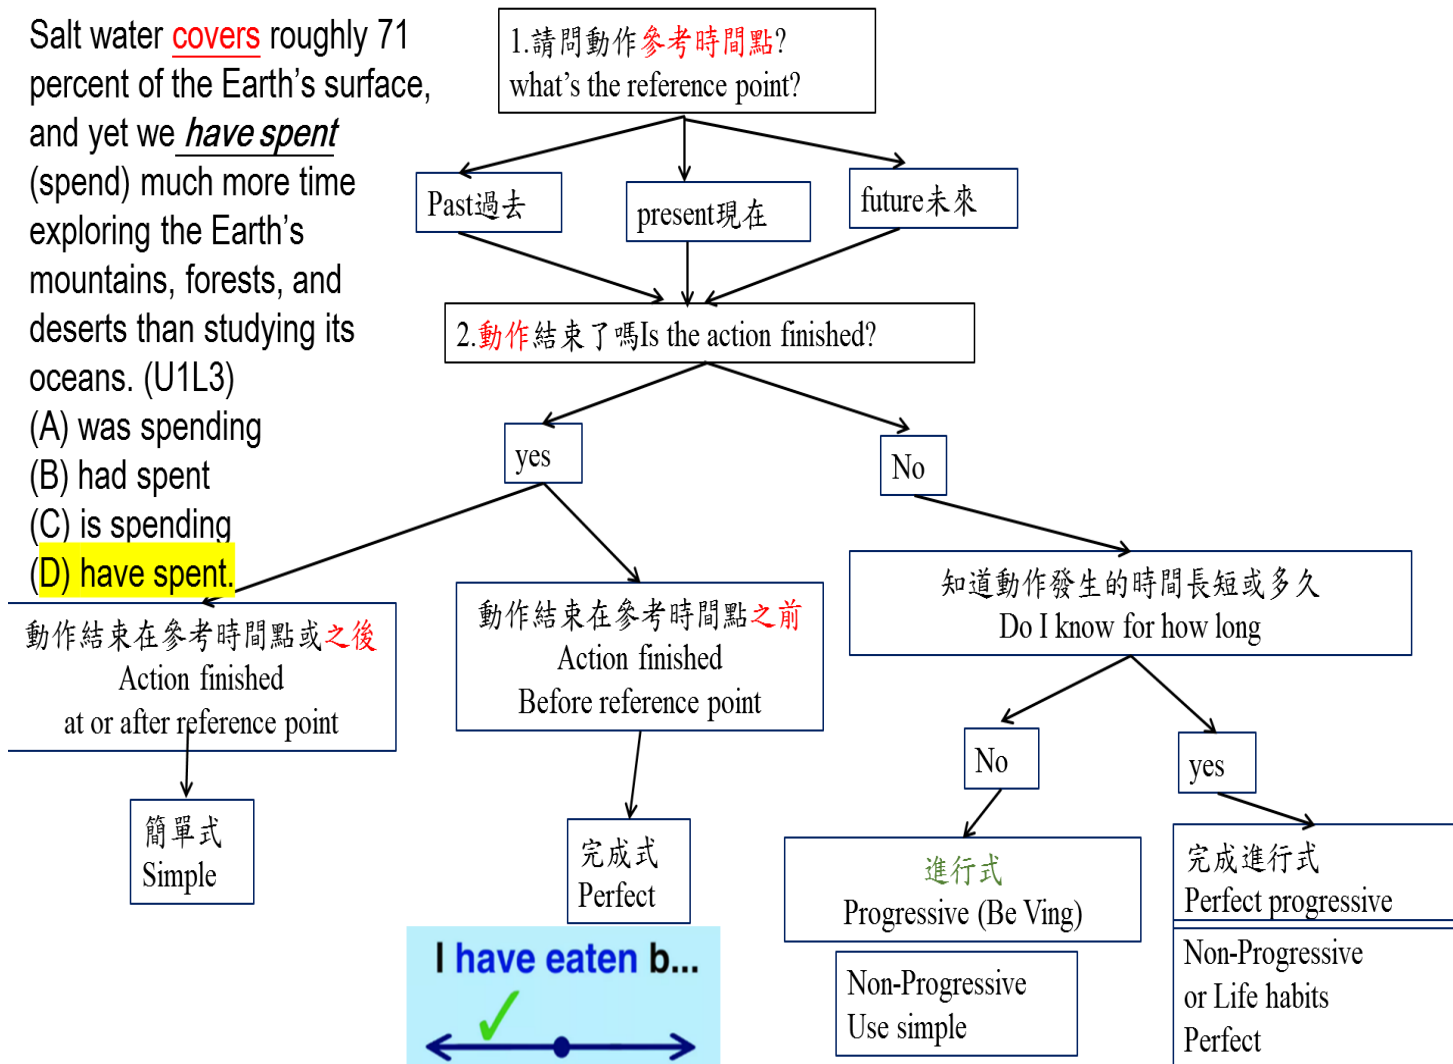 Salt water covers roughly 71
percent of the Earth's surface,
and yet we have spent
(spend) much more time
exploring the Earth's
mountains, forests, and
deserts than studying its
oceans. (U1L3)
(A) was spending
(B) had spent
(C) is spending
(D) have spent.
1.請問動作參考時間點?
what's the reference point?
Past過去
present現在
future未來
2.動作結束了嗎Is the action finished?
yes
No
動作結束在參考時間點或之後
Action finished
at or after reference point
動作結束在參考時間點之前
Action finished
Before reference point
知道動作發生的時間長短或多久
Do I know for how long
No
yes
簡單式
Simple
完成式
Perfect
進行式
Progressive (Be Ving)
完成進行式
Perfect progressive
I have eaten b...
Non-Progressive
Use simple
Non-Progressive
or Life habits
Perfect